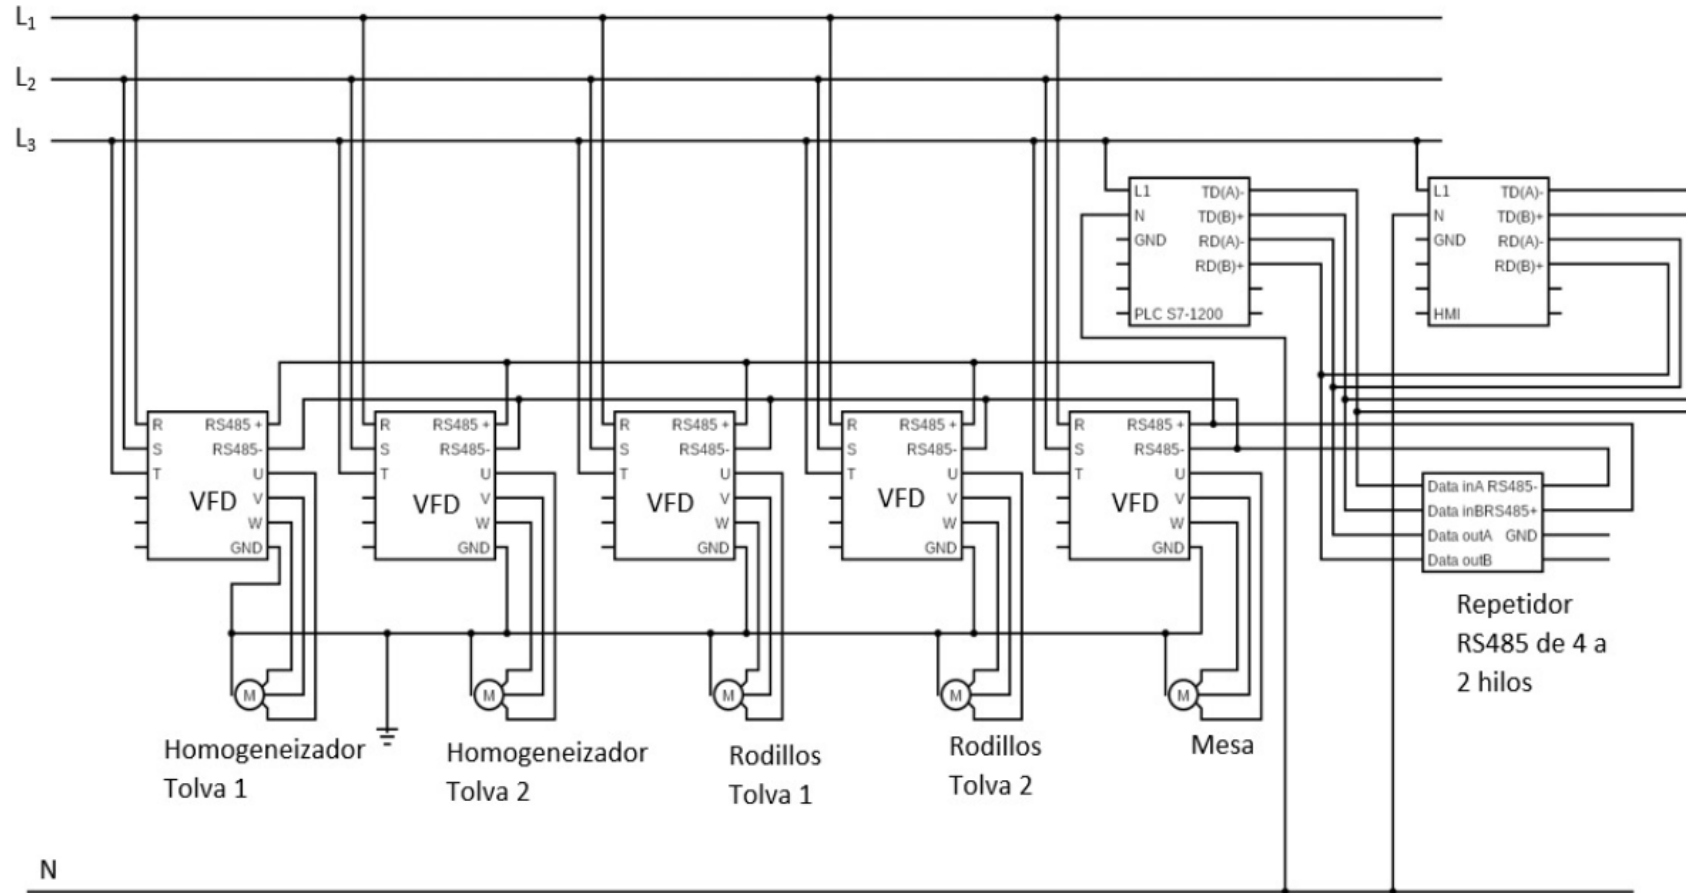 L1
L2
L3
L1 TD(A)-
N TD(B)+
GND RD(A)-
RD(B)+
PLC S7-1200
L1 TD(A)-
N TD(B)+
GND RD(A)-
RD(B)+
HMI
R RS485 +
S RS485-
T U
VFD V
W
GND
R RS485 +
S RS485-
T U
VFD V
W
GND
R RS485 +
S RS485-
T U
VFD V
W
GND
R RS485 +
S RS485-
T U
VFD V
W
GND
R RS485 +
S RS485-
T U
VFD V
W
GND
Data inA RS485-
Data inBRS485+
Data outA GND
Data outB
Repetidor
RS485 de 4 a
2 hilos
M
M
M
M
M
Homogeneizador
Tolva 1
Homogeneizador
Tolva 2
Rodillos
Tolva 1
Rodillos
Tolva 2
Mesa
N